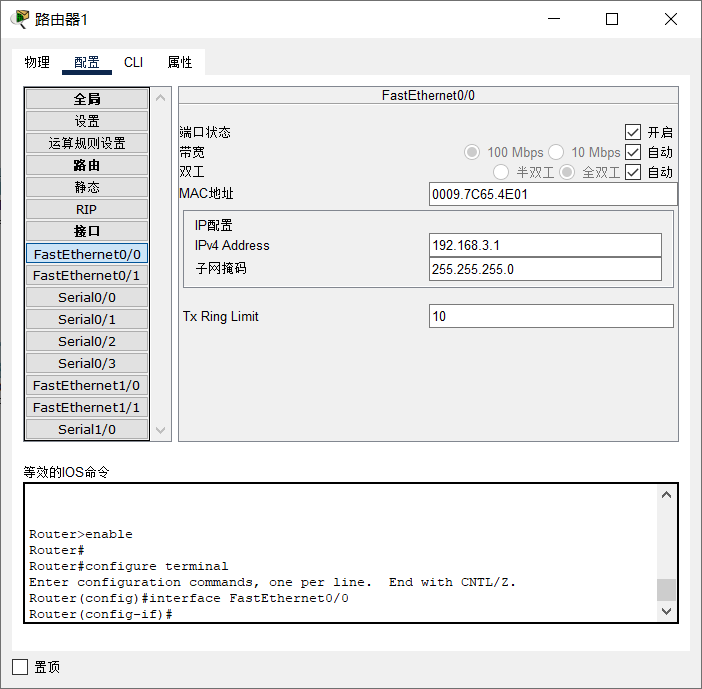 路由器1
物理 配置 CLI 属性
全局
设置
运算规则设置
路由
静态
RIP
接口
FastEthernet0/0
FastEthernet0/1
Serial0/0
Serial0/1
Serial0/2
Serial0/3
FastEthernet1/0
FastEthernet1/1
Serial1/0
FastEthernet0/0
端口状态 开启
带宽 100 Mbps 10 Mbps 自动
双工 半双工 全双工 自动
MAC地址 0009.7C65.4E01
IP配置
IPv4 Address 192.168.3.1
子网掩码 255.255.255.0
Tx Ring Limit 10
等效的IOS命令
Router>enable
Router#
Router#configure terminal
Enter configuration commands, one per line.  End with CNTL/Z.
Router(config)#interface FastEthernet0/0
Router(config-if)#
置顶